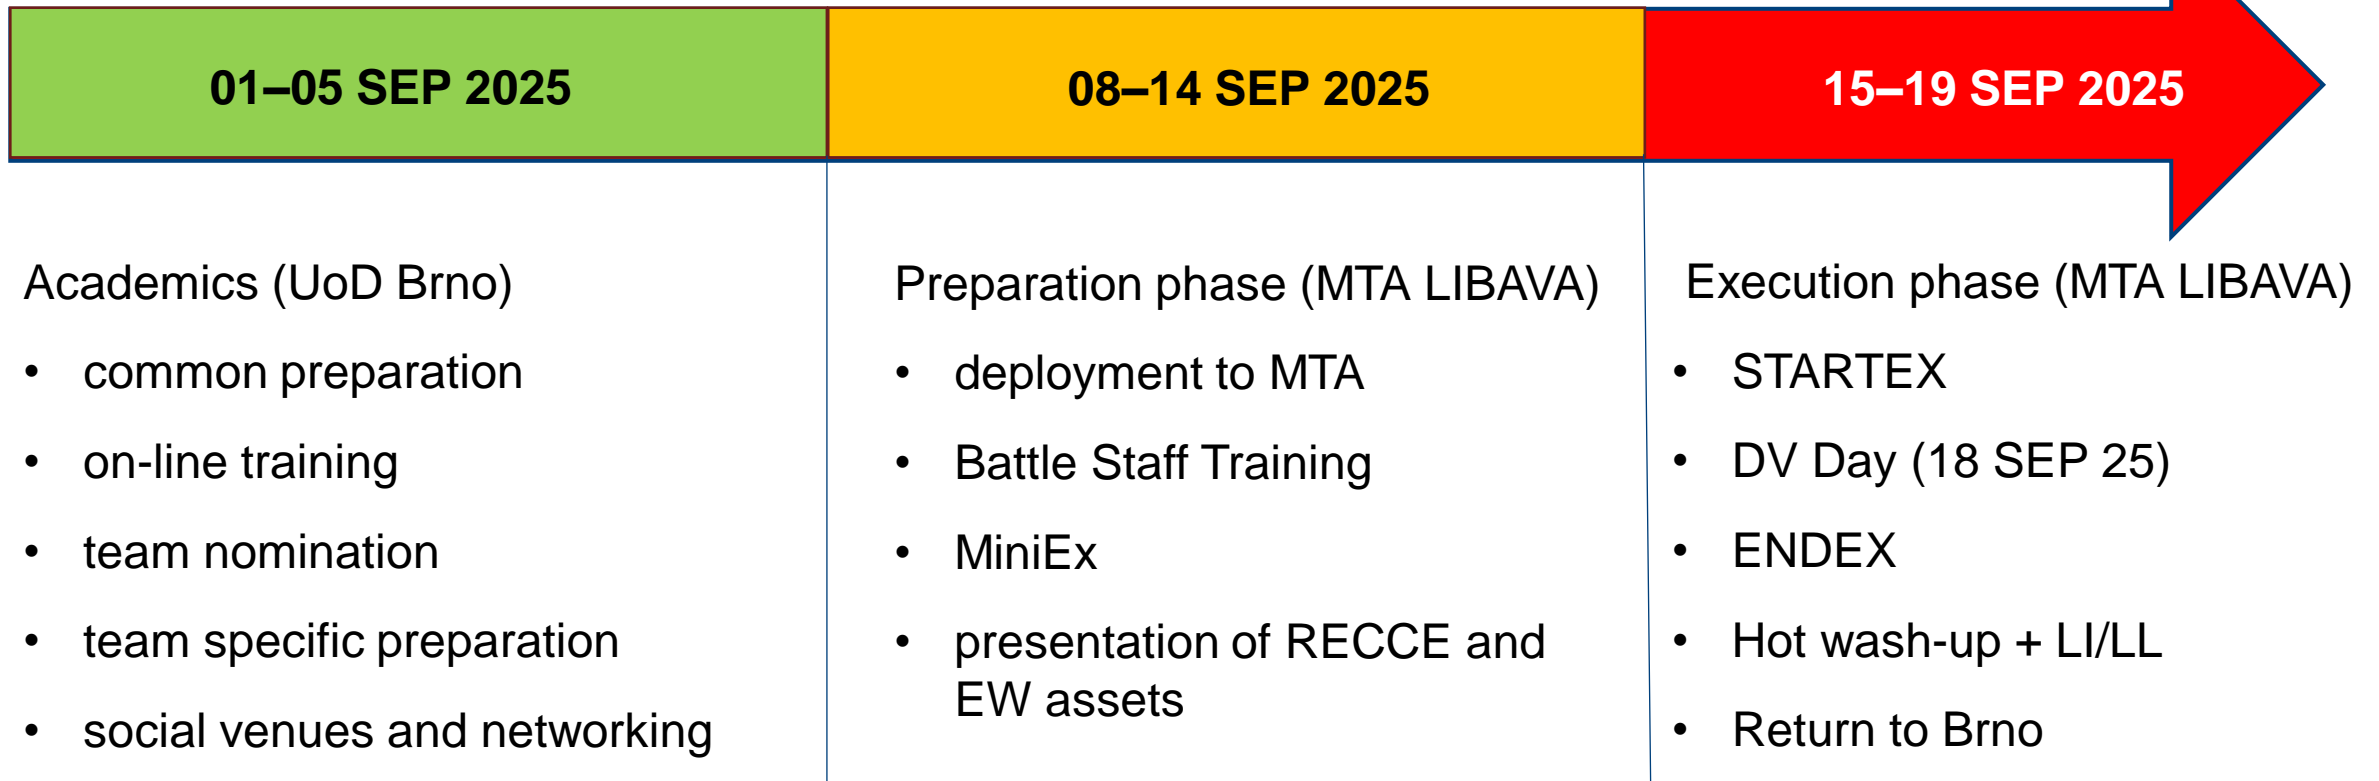 01–05 SEP 2025
08–14 SEP 2025
15–19 SEP 2025
Academics (UoD Brno)
• common preparation
• on-line training
• team nomination
• team specific preparation
• social venues and networking
Preparation phase (MTA LIBAVA)
• deployment to MTA
• Battle Staff Training
• MiniEx
• presentation of RECCE and
EW assets
Execution phase (MTA LIBAVA)
• STARTEX
• DV Day (18 SEP 25)
• ENDEX
• Hot wash-up + LI/LL
• Return to Brno